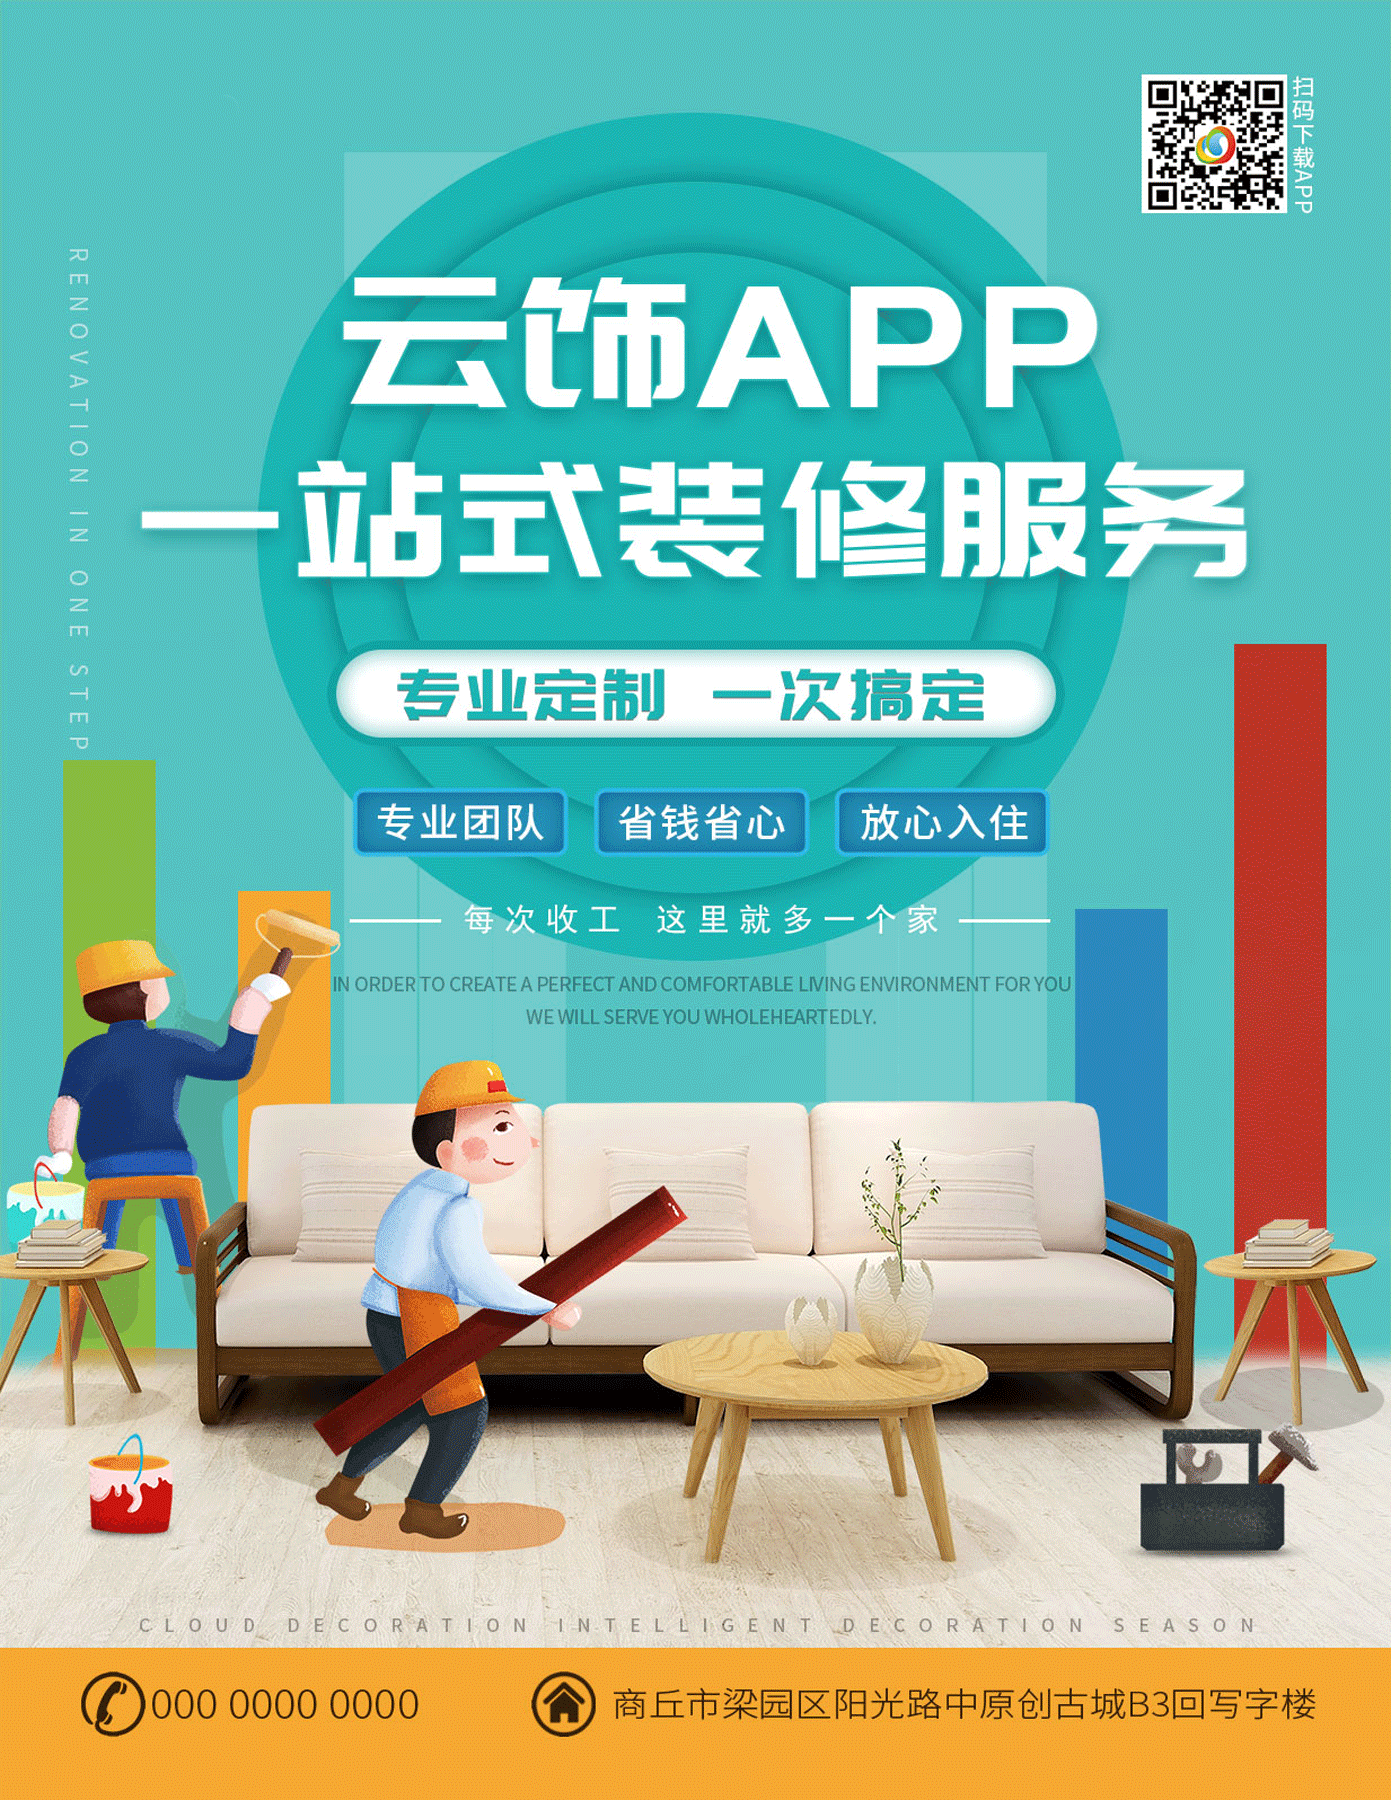 扫码下载APP
RENOVATION IN ONE STEP
云饰APP
一站式装修服务
专业定制 一次搞定
专业团队 省钱省心 放心入住
每次收工 这里就多一个家
IN ORDER TO CREATE A PERFECT AND COMFORTABLE LIVING ENVIRONMENT FOR YOU
WE WILL SERVE YOU WHOLEHEARTEDLY.
CLOUD DECORATION INTELLIGENT DECORATION SEASON
000 0000 0000
商丘市梁园区阳光路中原创古城B3回写字楼